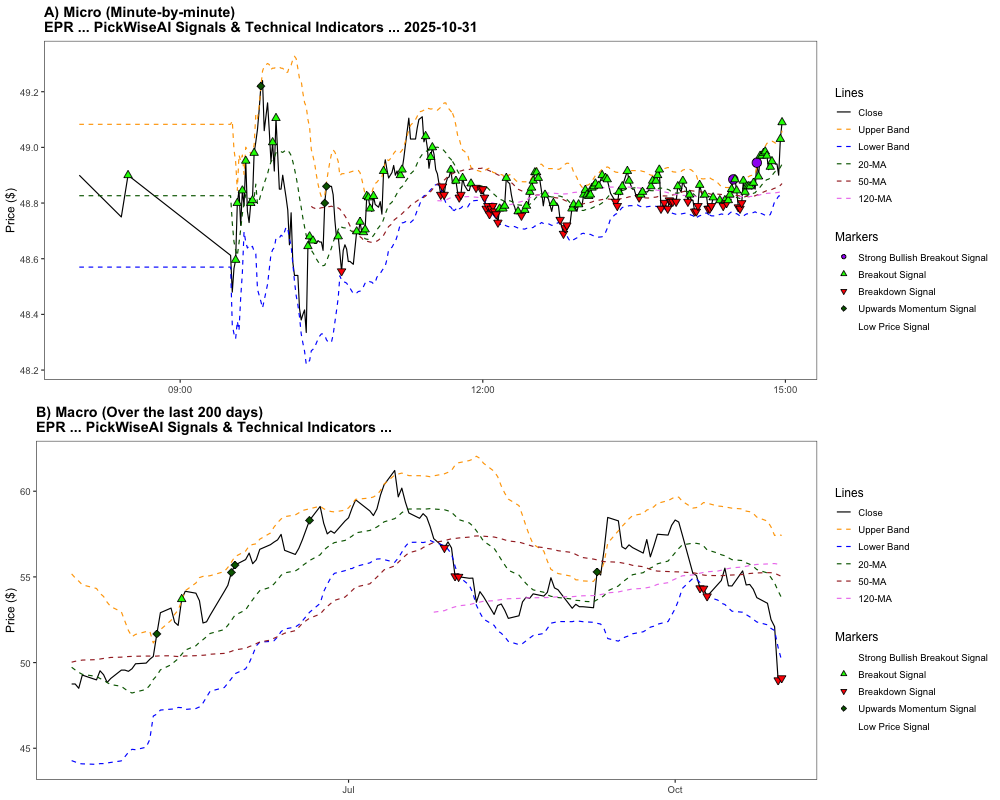 A) Micro (Minute-by-minute)
EPR ... PickWiseAI Signals & Technical Indicators ... 2025-10-31
Price ($)
49.2
49.0
48.8
48.6
48.4
48.2
09:00
12:00
15:00
Lines
Close
Upper Band
Lower Band
20-MA
50-MA
120-MA
Markers
Strong Bullish Breakout Signal
Breakout Signal
Breakdown Signal
Upwards Momentum Signal
Low Price Signal
B) Macro (Over the last 200 days)
EPR ... PickWiseAI Signals & Technical Indicators ...
Price ($)
60
55
50
45
Jul
Oct
Lines
Close
Upper Band
Lower Band
20-MA
50-MA
120-MA
Markers
Strong Bullish Breakout Signal
Breakout Signal
Breakdown Signal
Upwards Momentum Signal
Low Price Signal